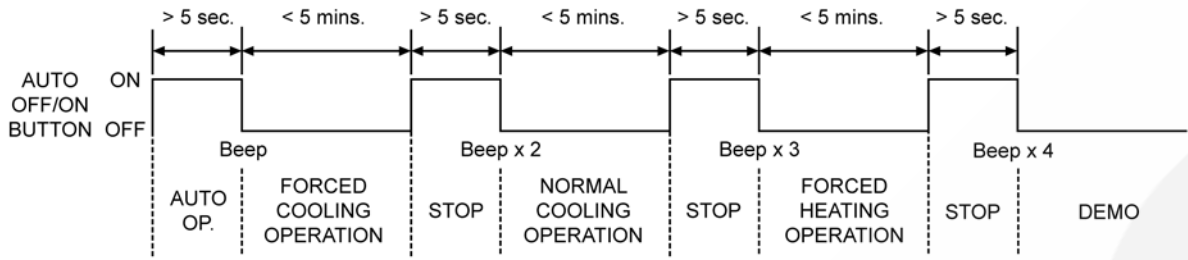 > 5 sec. < 5 mins. > 5 sec. < 5 mins. > 5 sec. < 5 mins. > 5 sec.
AUTO ON
OFF/ON
BUTTON OFF
Beep Beep x 2 Beep x 3 Beep x 4
AUTO
OP.
FORCED
COOLING
OPERATION
STOP
NORMAL
COOLING
OPERATION
STOP
FORCED
HEATING
OPERATION
STOP
DEMO